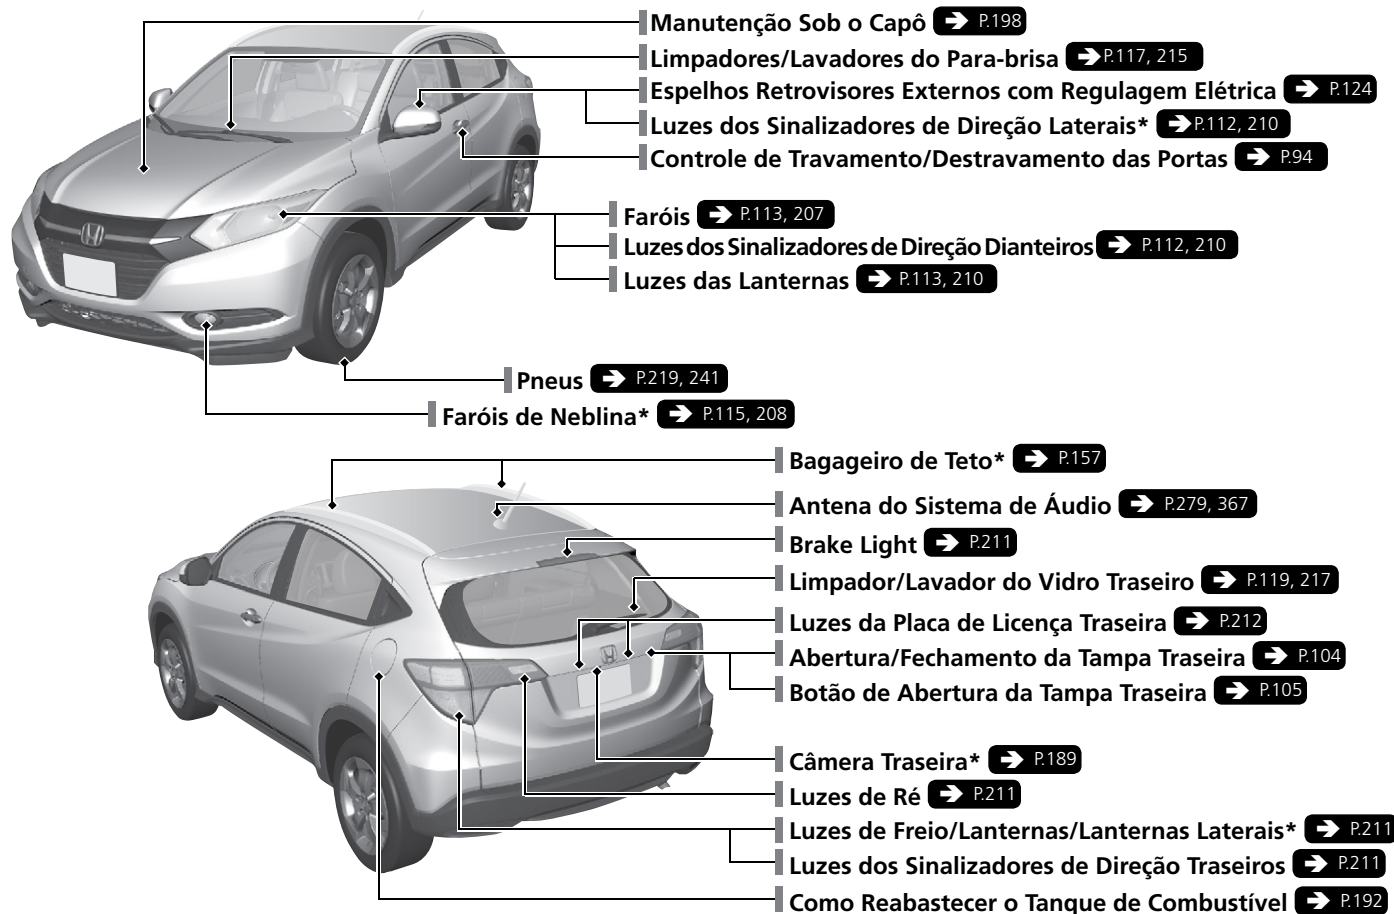 Manutenção Sob o Capô P.198
Limpadores/Lavadores do Para-brisa P.117, 215
Espelhos Retrovisores Externos com Regulagem Elétrica P.124
Luzes dos Sinalizadores de Direção Laterais* P.112, 210
Controle de Travamento/Destravamento das Portas P.94
Faróis P.113, 207
Luzes dos Sinalizadores de Direção Dianteiros P.112, 210
Luzes das Lanternas P.113, 210
Pneus P.219, 241
Faróis de Neblina* P.115, 208
Bagageiro de Teto* P.157
Antena do Sistema de Áudio P.279, 367
Brake Light P.211
Limpador/Lavador do Vidro Traseiro P.119, 217
Luzes da Placa de Licença Traseira P.212
Abertura/Fechamento da Tampa Traseira P.104
Botão de Abertura da Tampa Traseira P.105
Câmera Traseira* P.189
Luzes de Ré P.211
Luzes de Freio/Lanternas/Lanternas Laterais* P.211
Luzes dos Sinalizadores de Direção Traseiros P.211
Como Reabastecer o Tanque de Combustível P.192